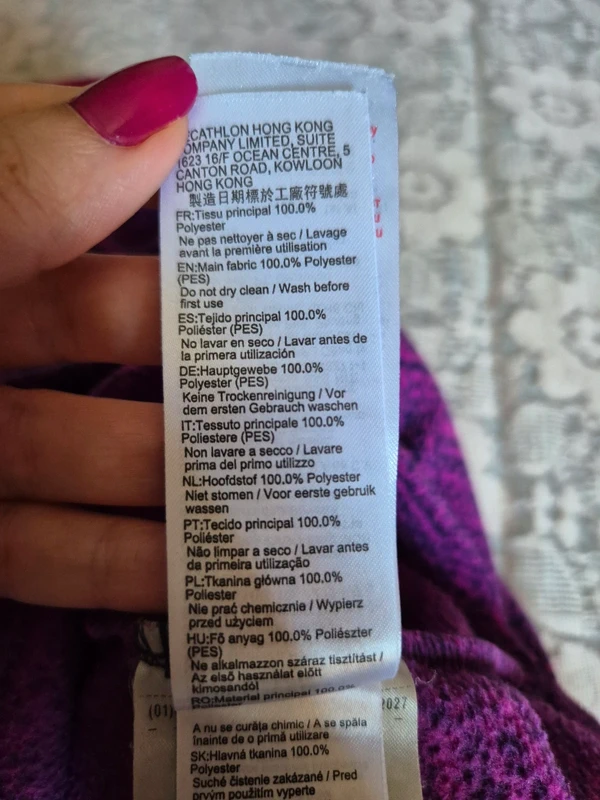 CATHLON HONG KONG
OMPANY LIMITED, SUITE
1623 16/F OCEAN CENTRE, 5
CANTON ROAD, KOWLOON
HONG KONG
製造日期標於工廠符號處
FR:Tissu principal 100.0%
Polyester
Ne pas nettoyer à sec / Lavage
avant la première utilisation
EN:Main fabric 100.0% Polyester
(PES)
Do not dry clean / Wash before
first use
ES:Tejido principal 100.0%
Poliéster (PES)
No lavar en seco / Lavar antes de
la primera utilización
DE:Hauptgewebe 100.0%
Polyester (PES)
Keine Trockenreinigung / Vor
dem ersten Gebrauch waschen
IT:Tessuto principale 100.0%
Poliestere (PES)
Non lavare a secco / Lavare
prima del primo utilizzo
NL:Hoofdstof 100.0% Polyester
Niet stomen / Voor eerste gebruik
wassen
PT:Tecido principal 100.0%
Poliéster
Não limpar a seco / Lavar antes
da primeira utilização
PL:Tkanina główna 100.0%
Poliester
Nie prać chemicznie / Wypierz
przed użyciem
HU:Fő anyag 100.0% Poliészter
(PES)
Ne alkalmazzon száraz tisztítást /
Az első használat előtt
kimosandól
RO:Material principal 100.0%
(01) 2027
A nu se curăța chimic / A se spăla
înainte de o primă utilizare
SK:Hlavná tkanina 100.0%
Polyester
Suché čistenie zakázané / Pred
prvým použitím vyperte